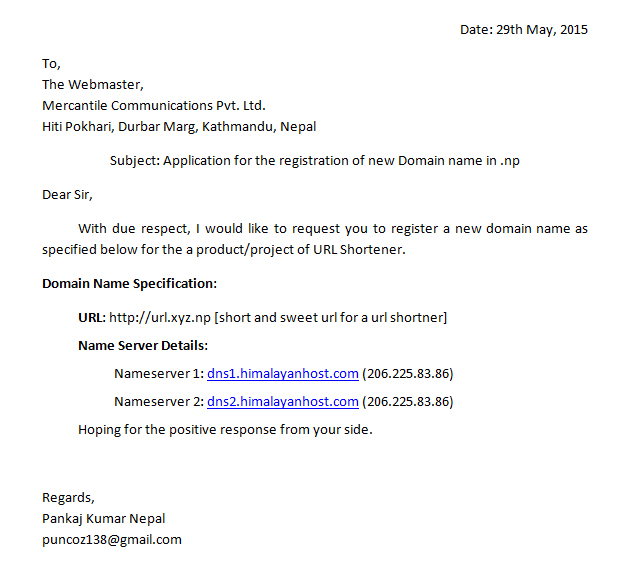 Date: 29th May, 2015
To,
The Webmaster,
Mercantile Communications Pvt. Ltd.
Hiti Pokhari, Durbar Marg, Kathmandu, Nepal
Subject: Application for the registration of new Domain name in .np
Dear Sir,
With due respect, I would like to request you to register a new domain name as
specified below for the a product/project of URL Shortener.
Domain Name Specification:
URL: http://url.xyz.np [short and sweet url for a url shortner]
Name Server Details:
Nameserver 1: dns1.himalayanhost.com (206.225.83.86)
Nameserver 2: dns2.himalayanhost.com (206.225.83.86)
Hoping for the positive response from your side.
Regards,
Pankaj Kumar Nepal
puncoz138@gmail.com